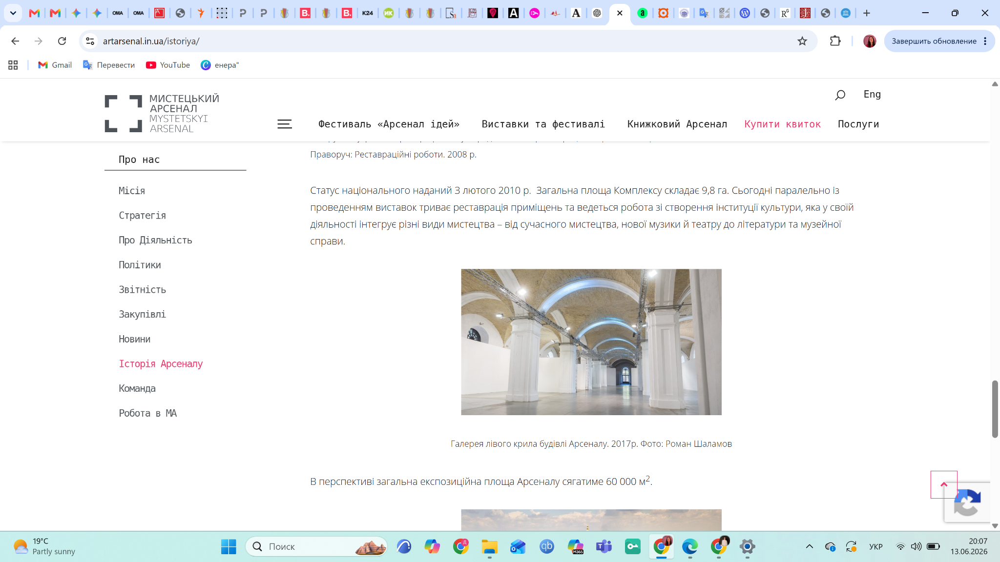 OMA
OMA
K24
ИК
artarsenal.in.ua/istoriya/
Завершить обновление
Gmail
Перевести
YouTube
енера"
МИСТЕЦЬКИЙ
АРСЕНАЛ
MYSTETSKYI
ARSENAL
Eng
Фестиваль «Арсенал ідей»
Виставки та фестивалі
Книжковий Арсенал
Купити квиток
Послуги
Про нас
Місія
Стратегія
Про Діяльність
Політики
Звітність
Закупівлі
Новини
Історія Арсеналу
Команда
Робота в МА
Праворуч: Реставраційні роботи. 2008 р.
Статус національного наданий 3 лютого 2010 р.  Загальна площа Комплексу складає 9,8 га. Сьогодні паралельно із
проведенням виставок триває реставрація приміщень та ведеться робота зі створення інституції культури, яка у своїй
діяльності інтегрує різні види мистецтва – від сучасного мистецтва, нової музики й театру до літератури та музейної
справи.
Галерея лівого крила будівлі Арсеналу. 2017р. Фото: Роман Шаламов
В перспективі загальна експозиційна площа Арсеналу сягатиме 60 000 м².
19°C
Partly sunny
Поиск
qb
M365
УКР
20:07
13.06.2026